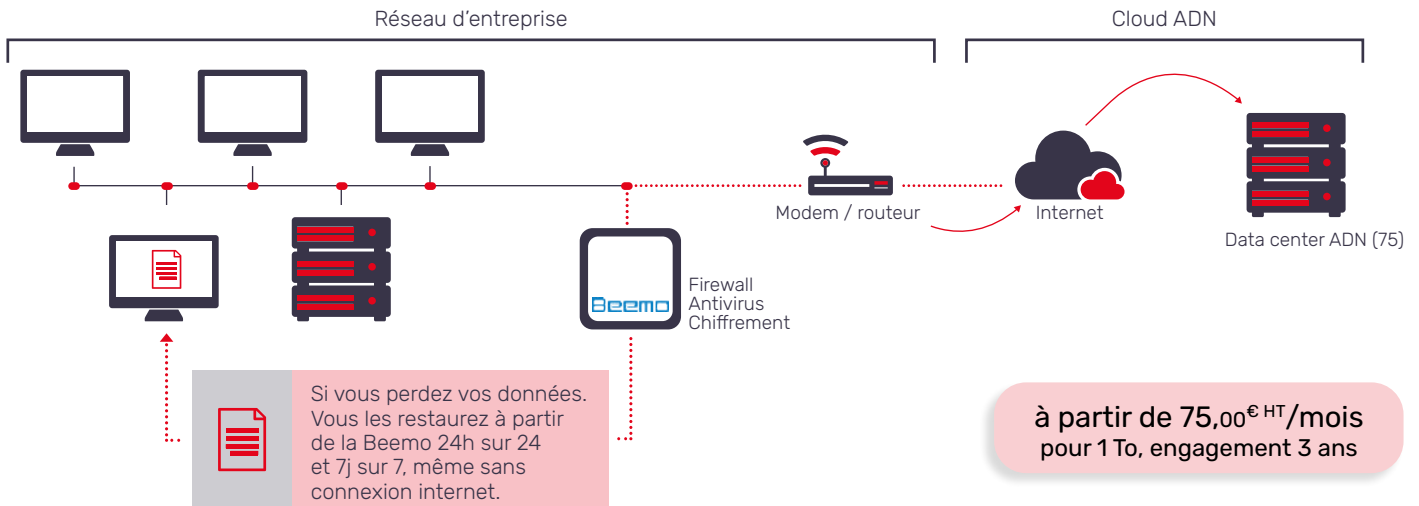 Réseau d'entreprise
Cloud ADN
Modem / routeur
Internet
Data center ADN (75)
Beemo
Firewall
Antivirus
Chiffrement
Si vous perdez vos données.
Vous les restaurez à partir
de la Beemo 24h sur 24
et 7j sur 7, même sans
connexion internet.
à partir de 75,00€ HT/mois
pour 1 To, engagement 3 ans